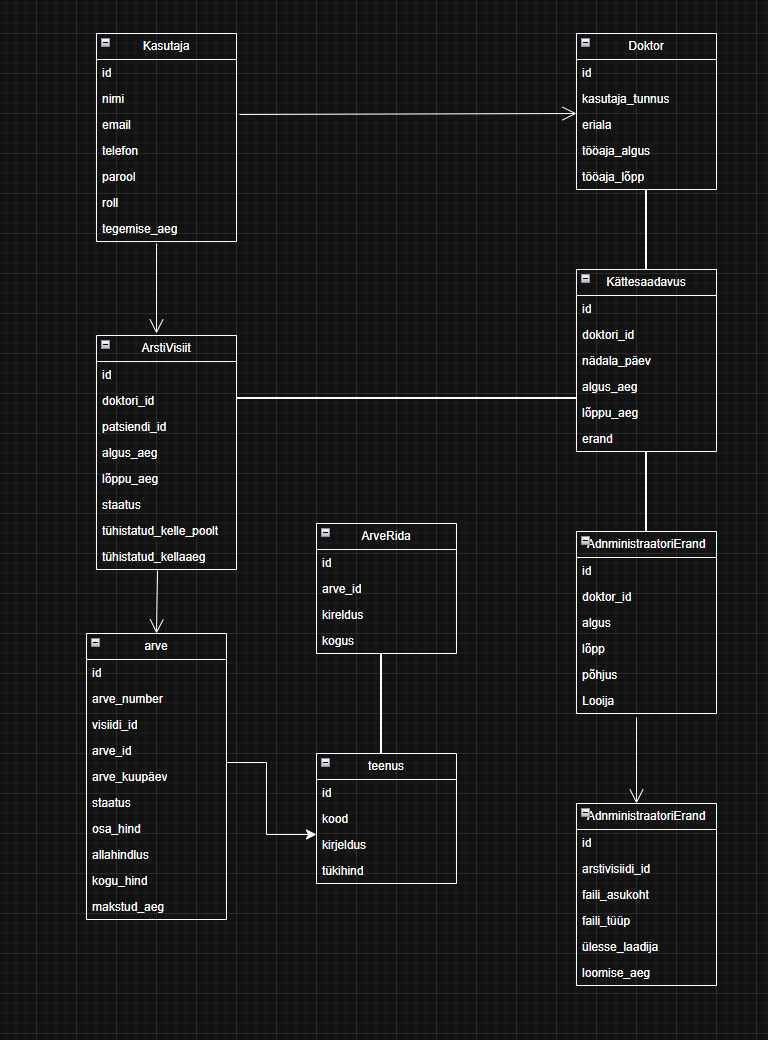 Kasutaja
id
nimi
email
telefon
parool
roll
tegemise_aeg
Doktor
id
kasutaja_tunnus
eriala
tööaja_algus
tööaja_lõpp
Kättesaadavus
id
doktori_id
nädala_päev
algus_aeg
lõppu_aeg
erand
ArstiVisiit
id
doktori_id
patsiendi_id
algus_aeg
lõppu_aeg
staatus
tühistatud_kelle_poolt
tühistatud_kellaaeg
ArveRida
id
arve_id
kireldus
kogus
AdnministraatoriErand
id
doktor_id
algus
lõpp
põhjus
Looija
arve
id
arve_number
visiidi_id
arve_id
arve_kuupäev
staatus
osa_hind
allahindlus
kogu_hind
makstud_aeg
teenus
id
kood
kirjeldus
tükihind
AdnministraatoriErand
id
arstivisiidi_id
faili_asukoht
faili_tüüp
ülesse_laadija
loomise_aeg